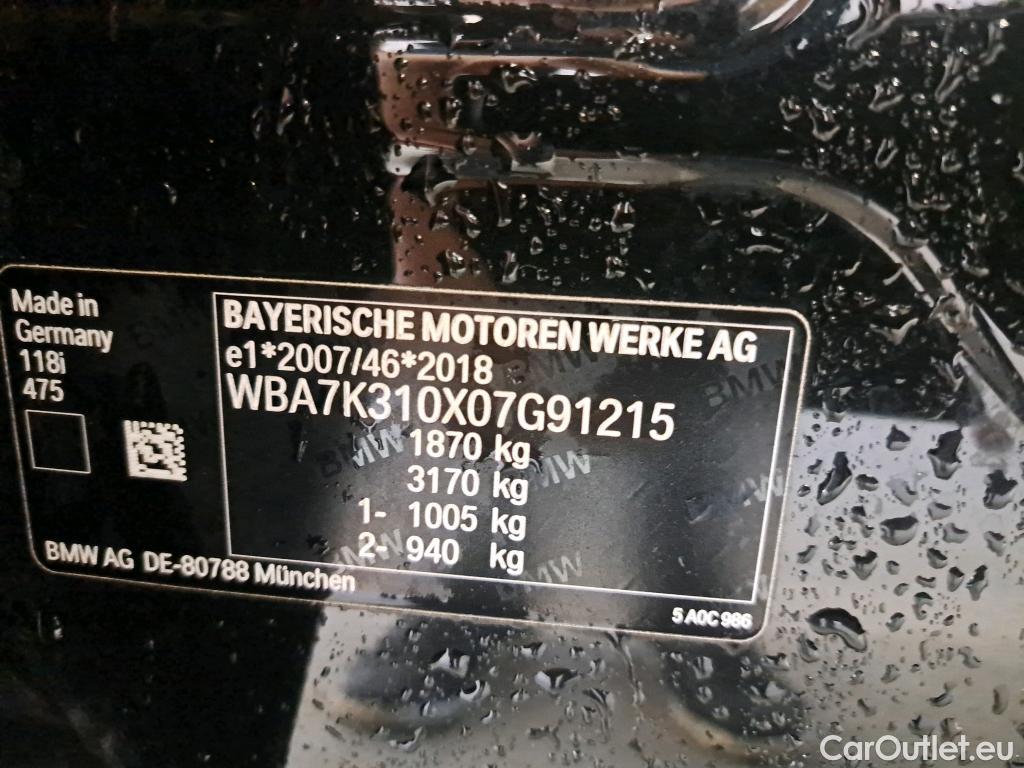 Made in
Germany
118i
475
BAYERISCHE MOTOREN WERKE AG
e1*2007/46*2018
WBA7K310X07G91215
1870 kg
3170 kg
1- 1005 kg
2- 940 kg
BMW AG DE-80788 München
5 A0C 986
CarOutlet.eu